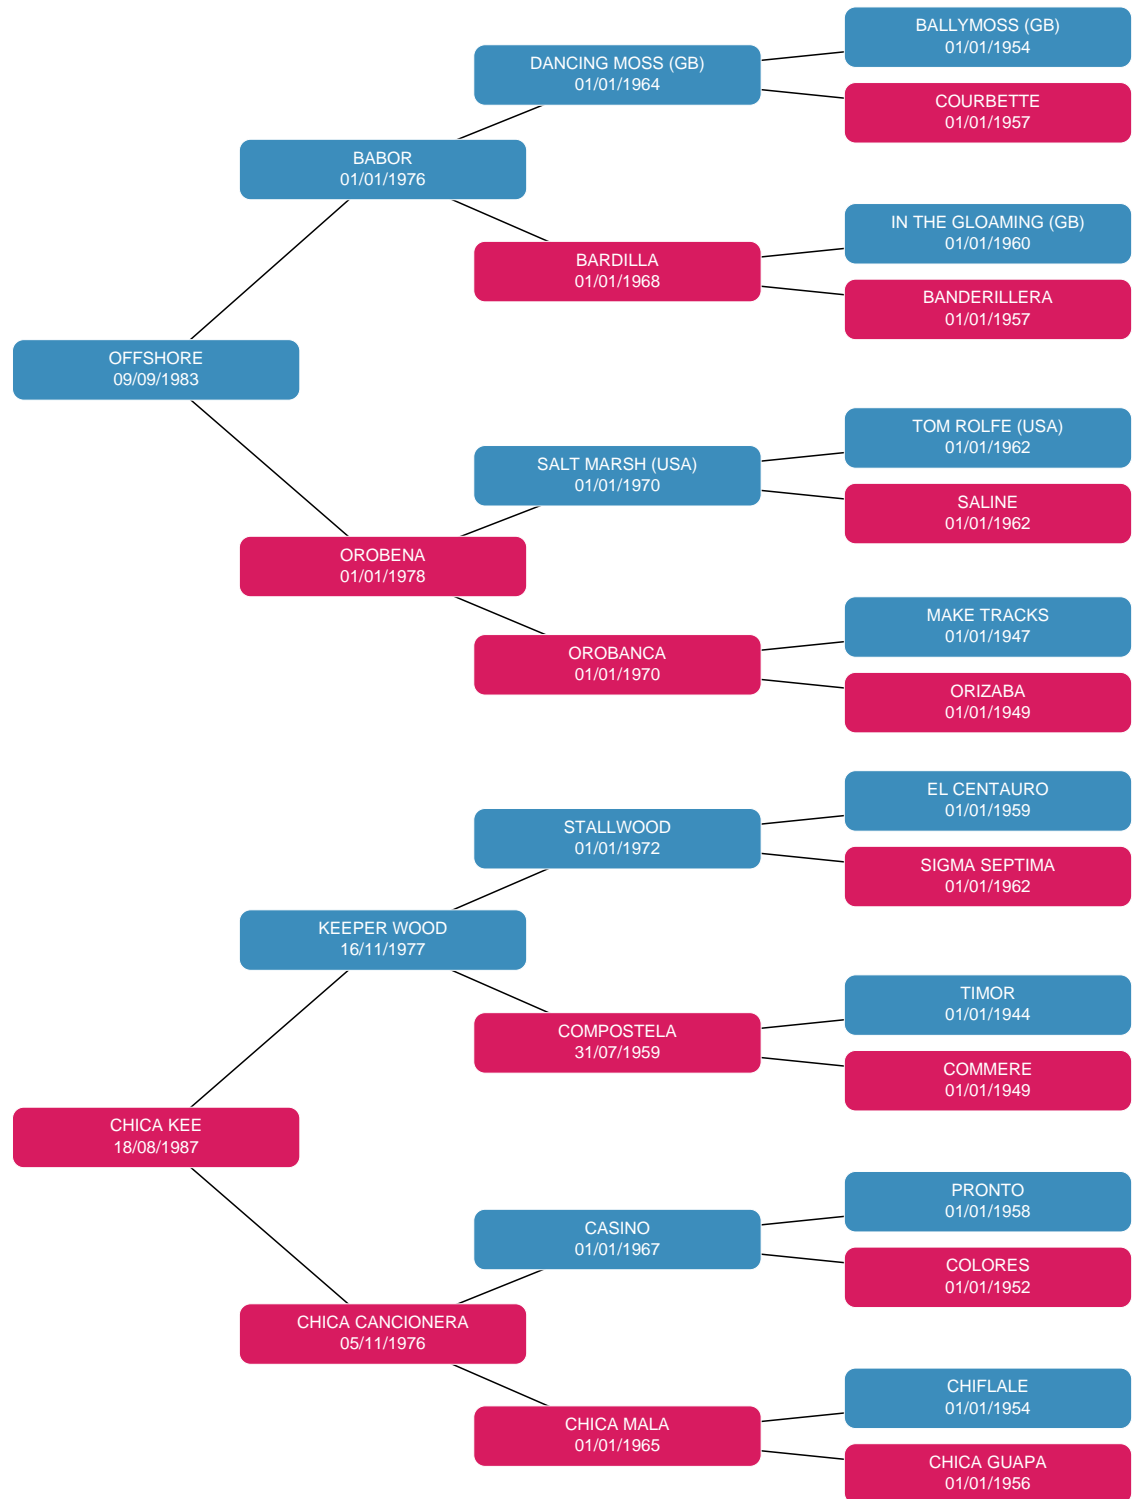 BALLYMOSS (GB)
01/01/1954
DANCING MOSS (GB)
01/01/1964
COURBETTE
01/01/1957
BABOR
01/01/1976
IN THE GLOAMING (GB)
01/01/1960
BARDILLA
01/01/1968
BANDERILLERA
01/01/1957
OFFSHORE
09/09/1983
TOM ROLFE (USA)
01/01/1962
SALT MARSH (USA)
01/01/1970
SALINE
01/01/1962
OROBENA
01/01/1978
MAKE TRACKS
01/01/1947
OROBANCA
01/01/1970
ORIZABA
01/01/1949
EL CENTAURO
01/01/1959
STALLWOOD
01/01/1972
SIGMA SEPTIMA
01/01/1962
KEEPER WOOD
16/11/1977
TIMOR
01/01/1944
COMPOSTELA
31/07/1959
COMMERE
01/01/1949
CHICA KEE
18/08/1987
PRONTO
01/01/1958
CASINO
01/01/1967
COLORES
01/01/1952
CHICA CANCIONERA
05/11/1976
CHIFLALE
01/01/1954
CHICA MALA
01/01/1965
CHICA GUAPA
01/01/1956